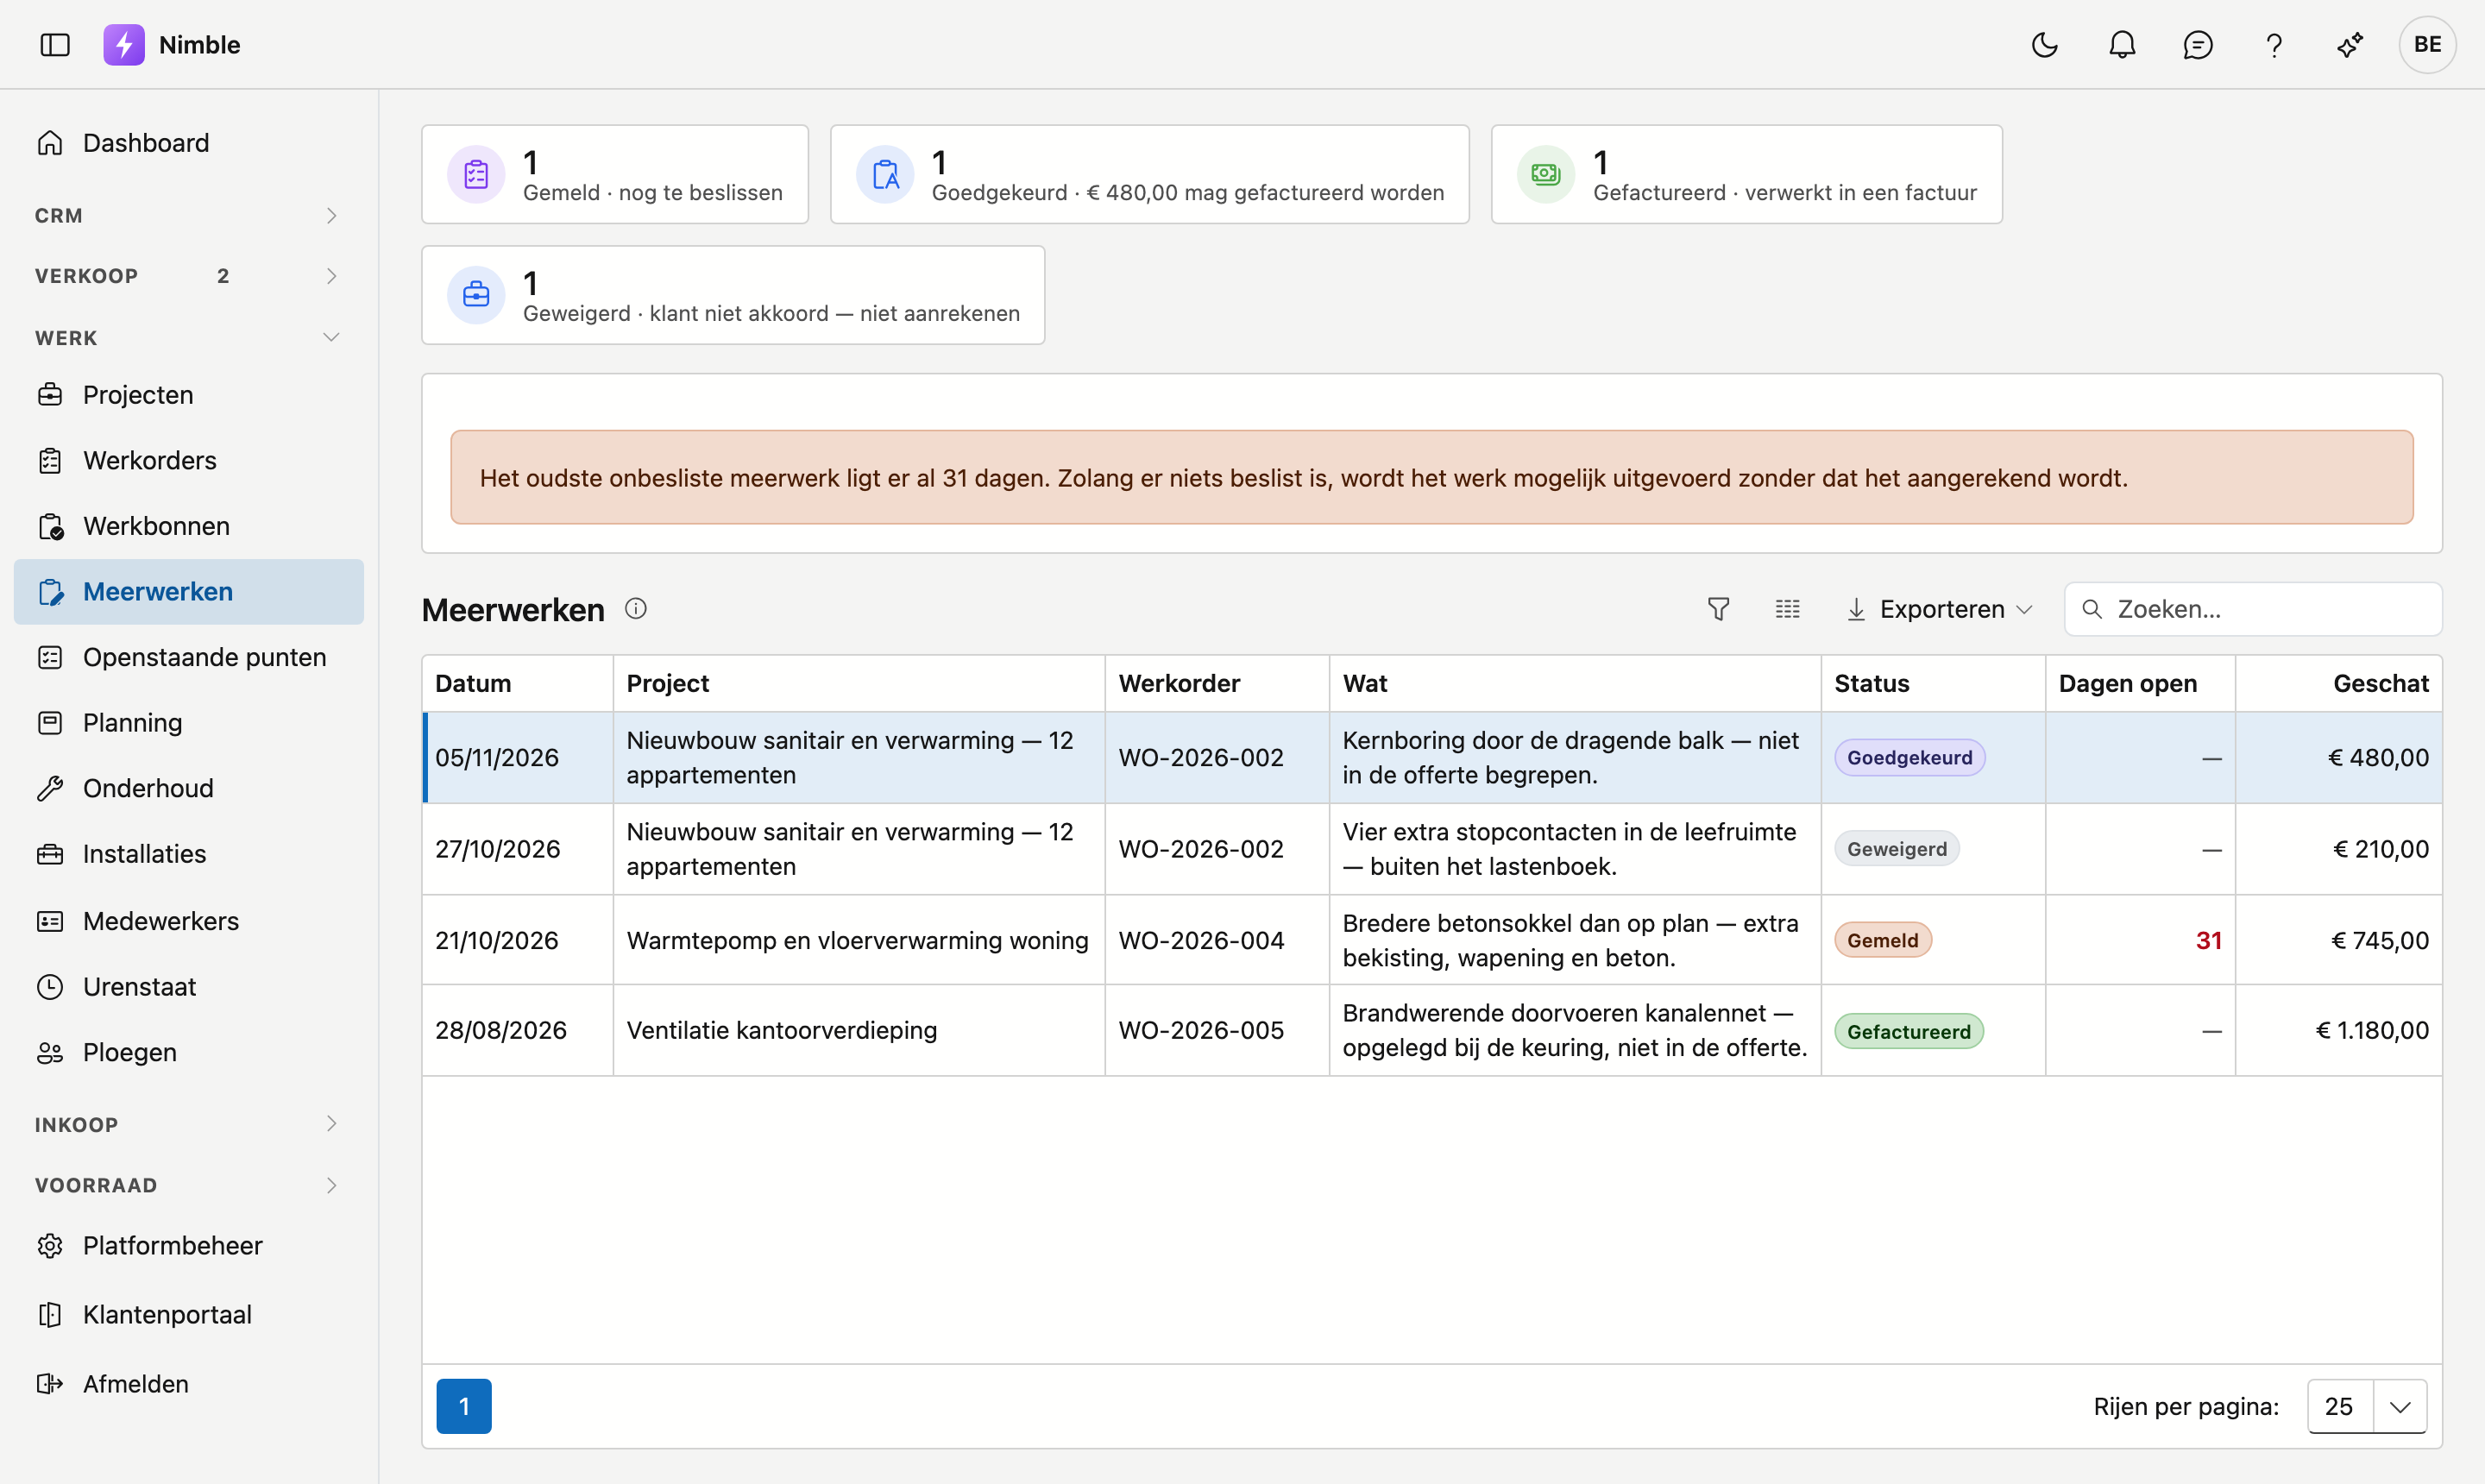 Nimble
BE
Dashboard
CRM
VERKOOP 2
WERK
Projecten
Werkorders
Werkbonnen
Meerwerken
Openstaande punten
Planning
Onderhoud
Installaties
Medewerkers
Urenstaat
Ploegen
INKOOP
VOORRAAD
Platformbeheer
Klantenportaal
Afmelden
1
Gemeld · nog te beslissen
1
Goedgekeurd · € 480,00 mag gefactureerd worden
1
Gefactureerd · verwerkt in een factuur
1
Geweigerd · klant niet akkoord — niet aanrekenen
Het oudste onbesliste meerwerk ligt er al 31 dagen. Zolang er niets beslist is, wordt het werk mogelijk uitgevoerd zonder dat het aangerekend wordt.
Meerwerken
Exporteren
Zoeken...
Datum Project Werkorder Wat Status Dagen open Geschat
05/11/2026
Nieuwbouw sanitair en verwarming — 12
appartementen
WO-2026-002
Kernboring door de dragende balk — niet
in de offerte begrepen.
Goedgekeurd
—
€ 480,00
27/10/2026
Nieuwbouw sanitair en verwarming — 12
appartementen
WO-2026-002
Vier extra stopcontacten in de leefruimte
— buiten het lastenboek.
Geweigerd
—
€ 210,00
21/10/2026
Warmtepomp en vloerverwarming woning
WO-2026-004
Bredere betonsokkel dan op plan — extra
bekisting, wapening en beton.
Gemeld
31
€ 745,00
28/08/2026
Ventilatie kantoorverdieping
WO-2026-005
Brandwerende doorvoeren kanalennet —
opgelegd bij de keuring, niet in de offerte.
Gefactureerd
—
€ 1.180,00
1
Rijen per pagina: 25